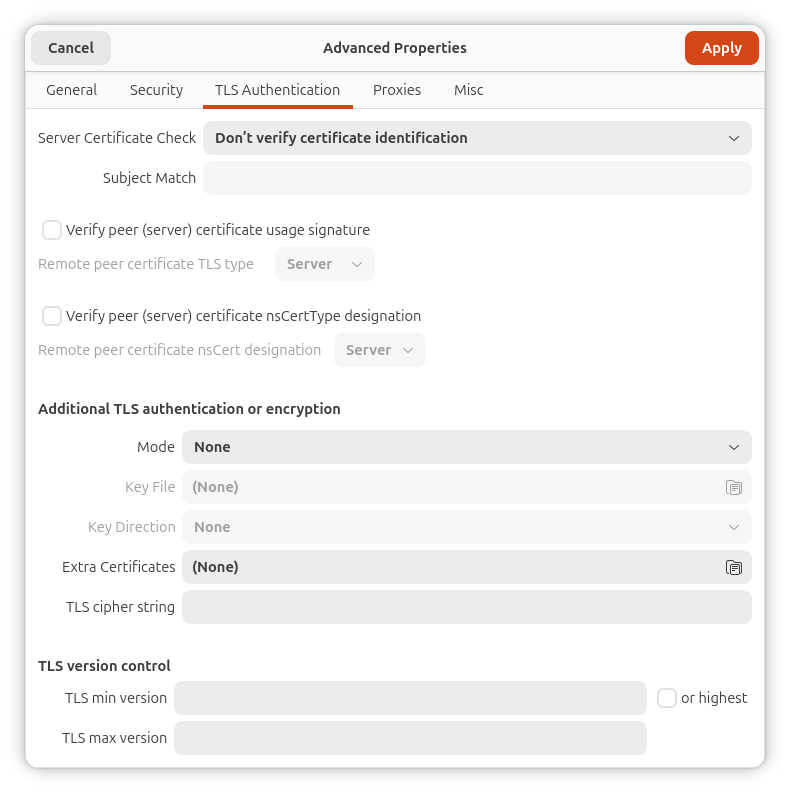 Cancel
Advanced Properties
Apply
General
Security
TLS Authentication
Proxies
Misc
Server Certificate Check
Don’t verify certificate identification
Subject Match
Verify peer (server) certificate usage signature
Remote peer certificate TLS type
Server
Verify peer (server) certificate nsCertType designation
Remote peer certificate nsCert designation
Server
Additional TLS authentication or encryption
Mode
None
Key File
(None)
Key Direction
None
Extra Certificates
(None)
TLS cipher string
TLS version control
TLS min version
or highest
TLS max version